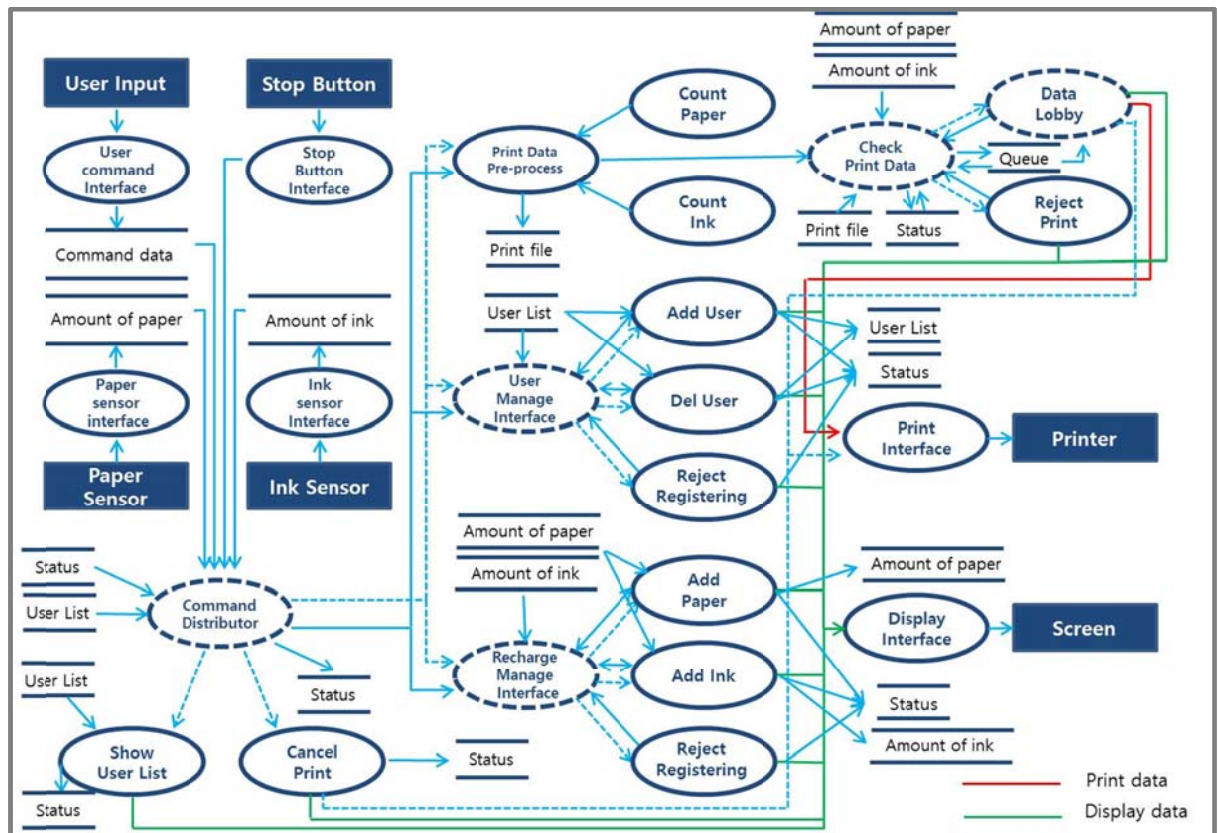 Amount of paper
Amount of ink
User Input
Stop Button
Count
Paper
Data
Lobby
User
command
Interface
Stop
Button
Interface
Print Data
Pre-process
Check
Print Data
Queue
Count
Ink
Reject
Print
Print file
Status
Command data
Print file
Amount of paper
Amount of ink
User List
Add User
User List
Status
Paper
sensor
interface
Ink
sensor
Interface
User
Manage
Interface
Del User
Print
Interface
Printer
Paper
Sensor
Ink Sensor
Reject
Registering
Amount of paper
Amount of ink
Status
User List
Command
Distributor
Add
Paper
Amount of paper
Display
Interface
Screen
Recharge
Manage
Interface
Add Ink
User List
Status
Status
Amount of ink
Show
User List
Cancel
Print
Status
Reject
Registering
Status
Print data
Display data